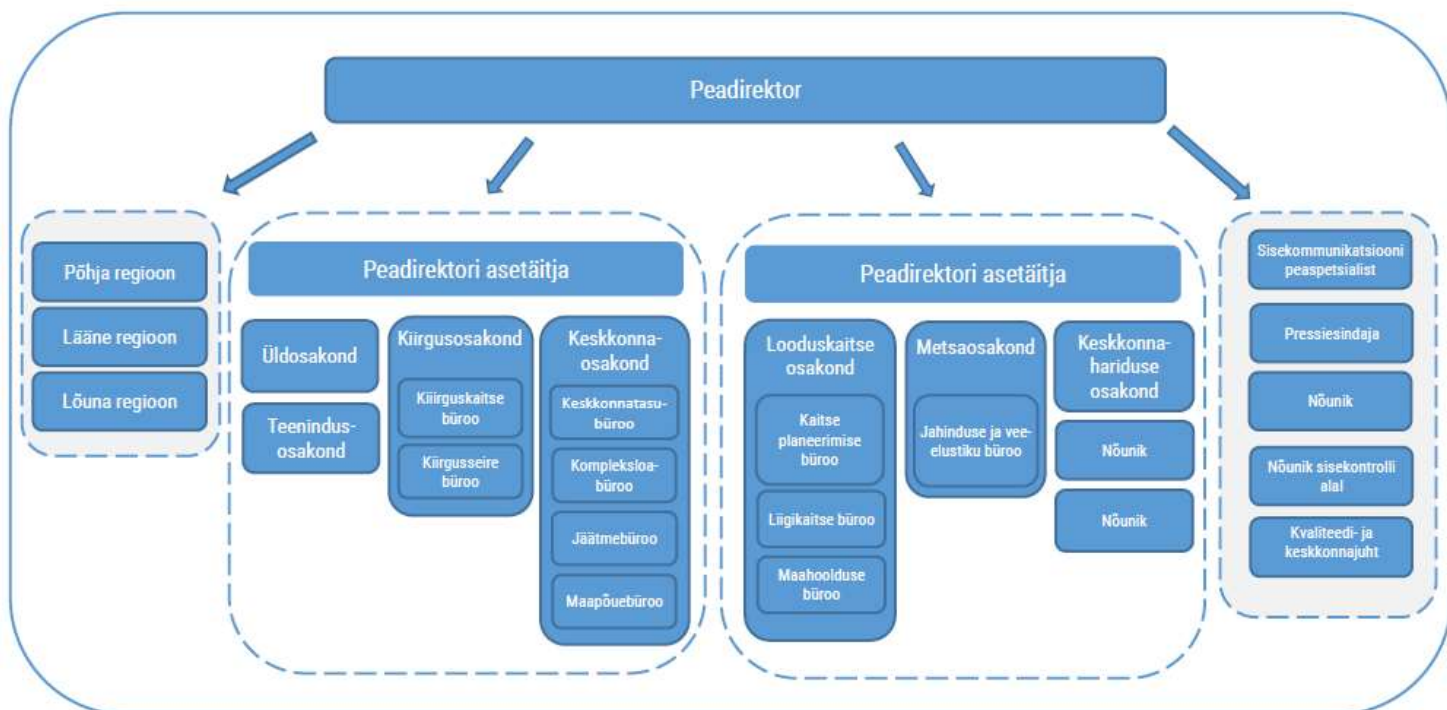 Peadirektor
Põhja regioon
Lääne regioon
Lõuna regioon
Peadirektori asetäitja
Üldosakond
Teenindus-
osakond
Kiirgusosakond
Kiiirguskaitse
büroo
Kiirgusseire
büroo
Keskkonna-
osakond
Keskkonnatasu-
büroo
Kompleksloa-
büroo
Jäätmebüroo
Maapõuebüroo
Peadirektori asetäitja
Looduskaitse
osakond
Kaitse
planeerimise
büroo
Liigikaitse büroo
Maahoolduse
büroo
Metsaosakond
Jahinduse ja vee-
elustiku büroo
Keskkonna-
hariduse
osakond
Nõunik
Nõunik
Sisekommunikatsiooni
peaspetsialist
Pressiesindaja
Nõunik
Nõunik sisekontrolli
alal
Kvaliteedi- ja
keskkonnajuht